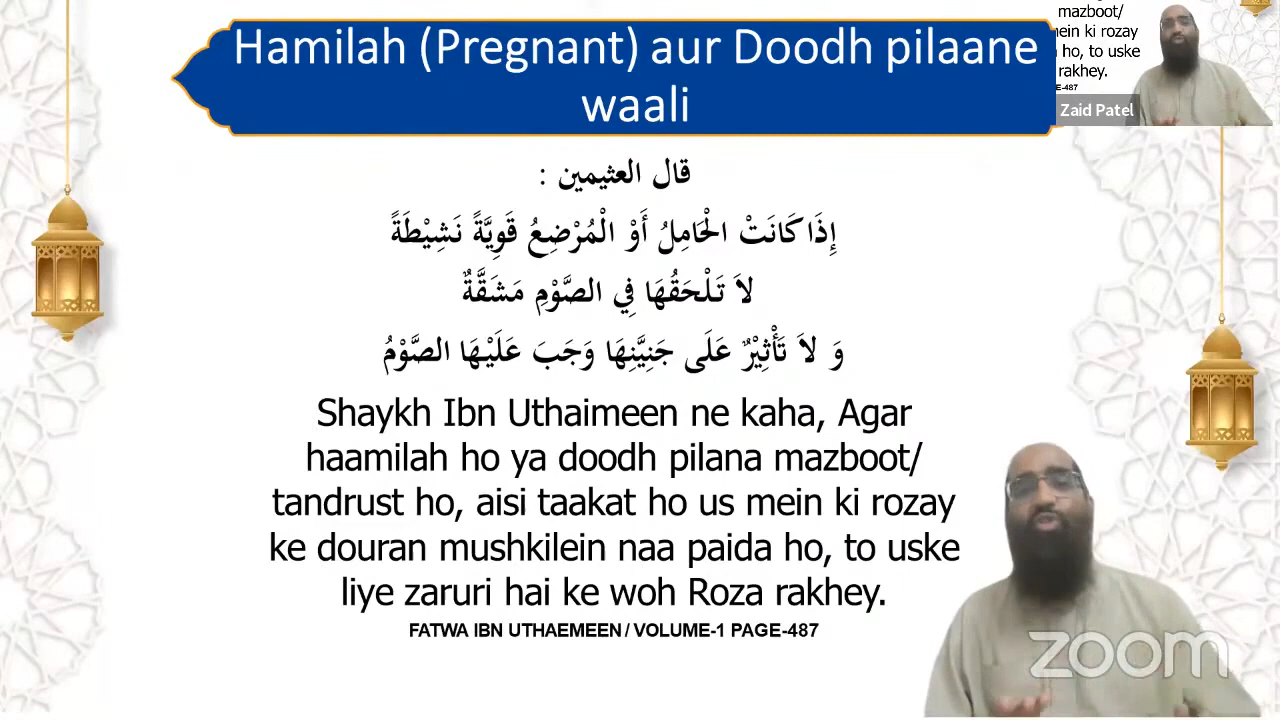 Hamilah (Pregnant) aur Doodh pilaane
waali
قال العثيمين :
إِذَا كَانَتْ الْحَامِلُ أَوْ الْمُرْضِعُ قَوِيَّةً نَشِيْطَةً
لاَ تَلْحَقُهَا فِي الصَّوْمِ مَشَقَّةٌ
وَ لاَ تَأْثِيْرٌ عَلَى جَنِيَّنِهَا وَجَبَ عَلَيْهَا الصَّوْمُ
Shaykh Ibn Uthaimeen ne kaha, Agar
haamilah ho ya doodh pilana mazboot/
tandrust ho, aisi taakat ho us mein ki rozay
ke douran mushkilein naa paida ho, to uske
liye zaruri hai ke woh Roza rakhey.
FATWA IBN UTHAEMEEN / VOLUME-1 PAGE-487
mazboot/
ein ki rozay
ho, to uske
rakhey.
E-487
Zaid Patel
zoom